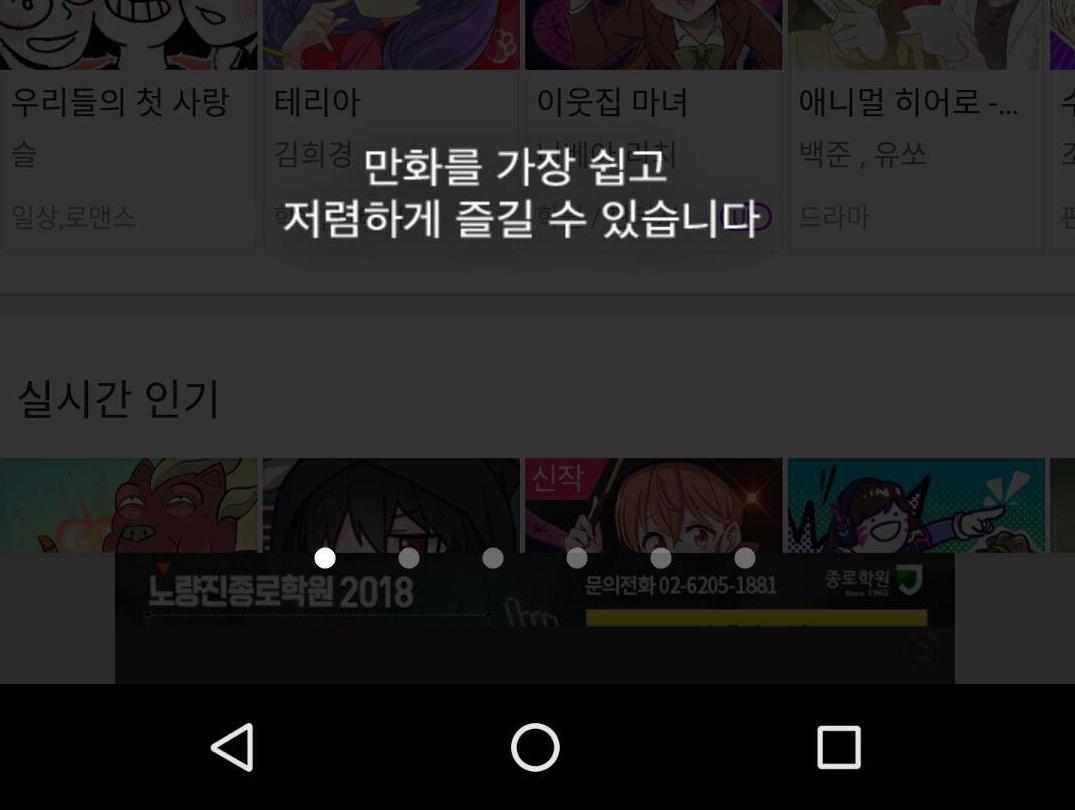 우리들의 첫 사랑
테리아
이웃집 마녀
애니멀 히어로 -...
슬
김희경
백준 , 유쏘
만화를 가장 쉽고
저렴하게 즐길 수 있습니다
일상,로맨스
드라마
실시간 인기
신작
노량진종로학원 2018
문의전화 02-6205-1881
종로학원
Since 1965